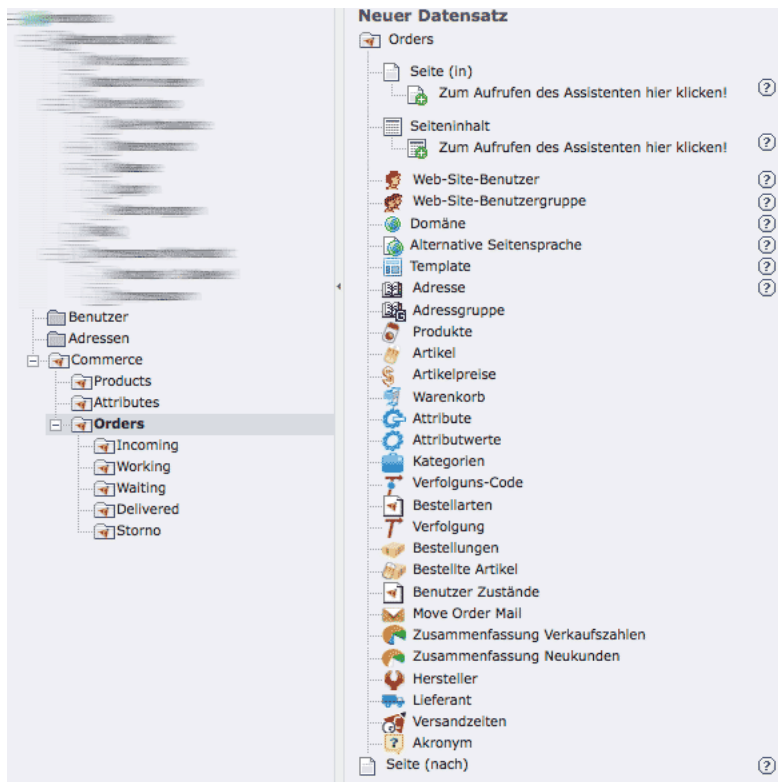 Benutzer
Adressen
Commerce
Products
Attributes
Orders
Incoming
Working
Waiting
Delivered
Storno
Neuer Datensatz
Orders
Seite (in)
Zum Aufrufen des Assistenten hier klicken!
Seiteninhalt
Zum Aufrufen des Assistenten hier klicken!
Web-Site-Benutzer
Web-Site-Benutzergruppe
Domäne
Alternative Seitensprache
Template
Adresse
Adressgruppe
Produkte
Artikel
Artikelpreise
Warenkorb
Attribute
Attributwerte
Kategorien
Verfolguns-Code
Bestellarten
Verfolgung
Bestellungen
Bestellte Artikel
Benutzer Zustände
Move Order Mail
Zusammenfassung Verkaufszahlen
Zusammenfassung Neukunden
Hersteller
Lieferant
Versandzeiten
Akronym
Seite (nach)